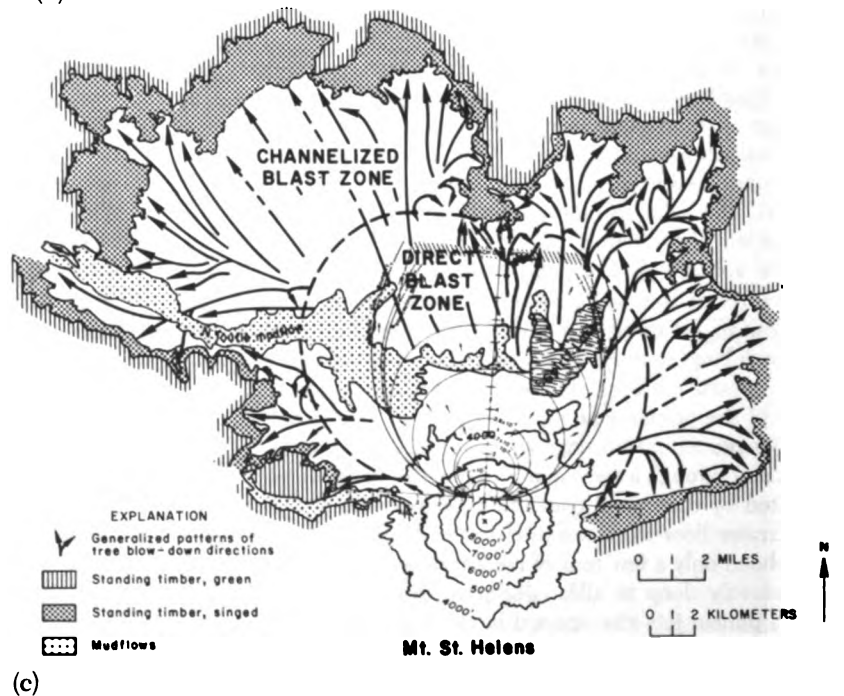 CHANNELIZED
BLAST ZONE
DIRECT
BLAST
ZONE
N. Toutle mudflow
4000'
8000'
7000'
6000'
5000'
4000'
EXPLANATION
Generalized patterns of
tree blow-down directions
Standing timber, green
Standing timber, singed
Mudflows
0 1 2 MILES
0 1 2 KILOMETERS
N
Mt. St. Helens
(c)